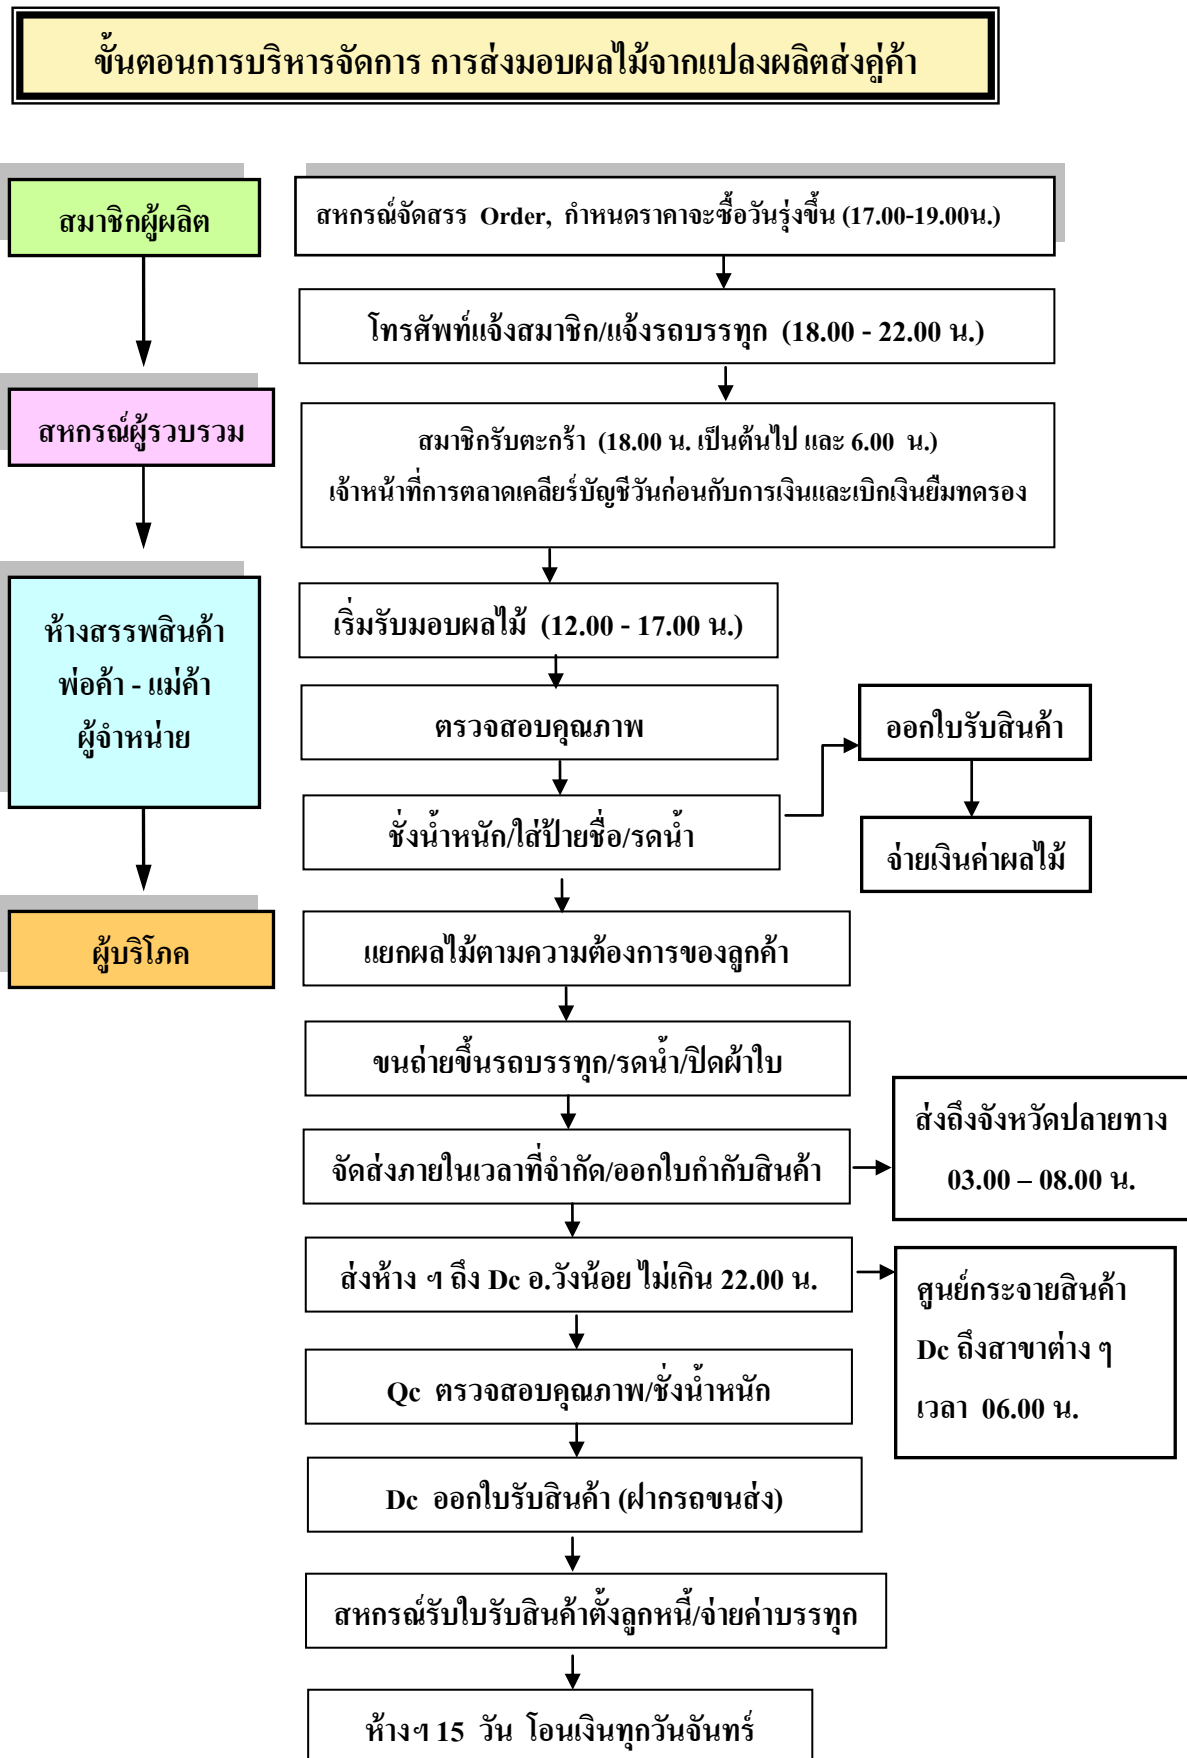 ขั้นตอนการบริหารจัดการ การส่งมอบผลไม้จากแปลงผลิตส่งคู่ค้า
สมาชิกผู้ผลิต
สหกรณ์ผู้รวบรวม
ห้างสรรพสินค้า
พ่อค้า - แม่ค้า
ผู้จำหน่าย
ผู้บริโภค
สหกรณ์จัดสรร Order, กำหนดราคาจะซื้อวันรุ่งขึ้น (17.00-19.00น.)
โทรศัพท์แจ้งสมาชิก/แจ้งรถบรรทุก (18.00 - 22.00 น.)
สมาชิกรับตะกร้า (18.00 น. เป็นต้นไป และ 6.00 น.)
เจ้าหน้าที่การตลาดเคลียร์บัญชีวันก่อนกับการเงินและเบิกเงินยืมทดรอง
เริ่มรับมอบผลไม้ (12.00 - 17.00 น.)
ตรวจสอบคุณภาพ
ออกใบรับสินค้า
ชั่งน้ำหนัก/ใส่ป้ายชื่อ/รดน้ำ
จ่ายเงินค่าผลไม้
แยกผลไม้ตามความต้องการของลูกค้า
ขนถ่ายขึ้นรถบรรทุก/รดน้ำ/ปิดผ้าใบ
จัดส่งภายในเวลาที่จำกัด/ออกใบกำกับสินค้า
ส่งถึงจังหวัดปลายทาง
03.00 – 08.00 น.
ส่งห้าง ฯ ถึง Dc อ.วังน้อย ไม่เกิน 22.00 น.
ศูนย์กระจายสินค้า
Dc ถึงสาขาต่าง ๆ
เวลา 06.00 น.
Qc ตรวจสอบคุณภาพ/ชั่งน้ำหนัก
Dc ออกใบรับสินค้า (ฝากรถขนส่ง)
สหกรณ์รับใบรับสินค้าตั้งลูกหนี้/จ่ายค่าบรรทุก
ห้างฯ 15 วัน โอนเงินทุกวันจันทร์